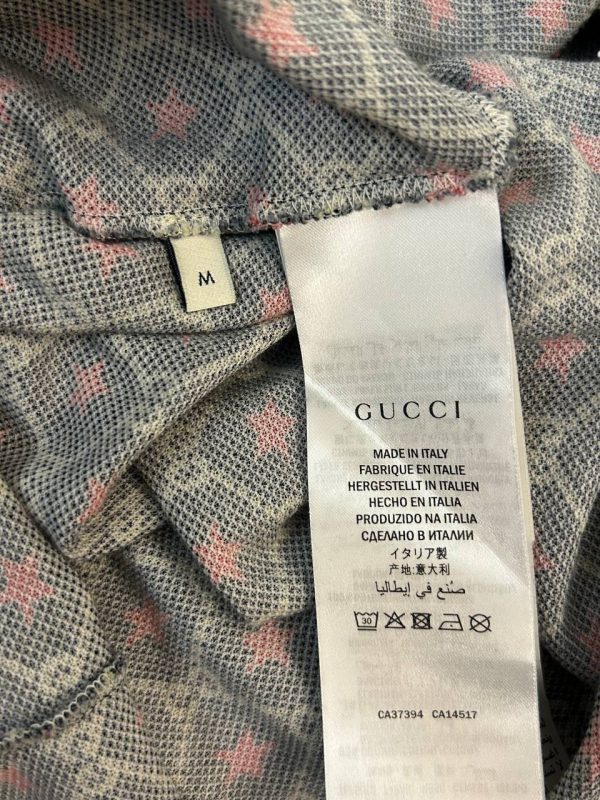 M
GUCCI
MADE IN ITALY
FABRIQUE EN ITALIE
HERGESTELLT IN ITALIEN
HECHO EN ITALIA
PRODUZIDO NA ITALIA
СДЕЛАНО В ИТАЛИИ
イタリア製
产地:意大利
صُنع في إيطاليا
30
CA37394 CA14517